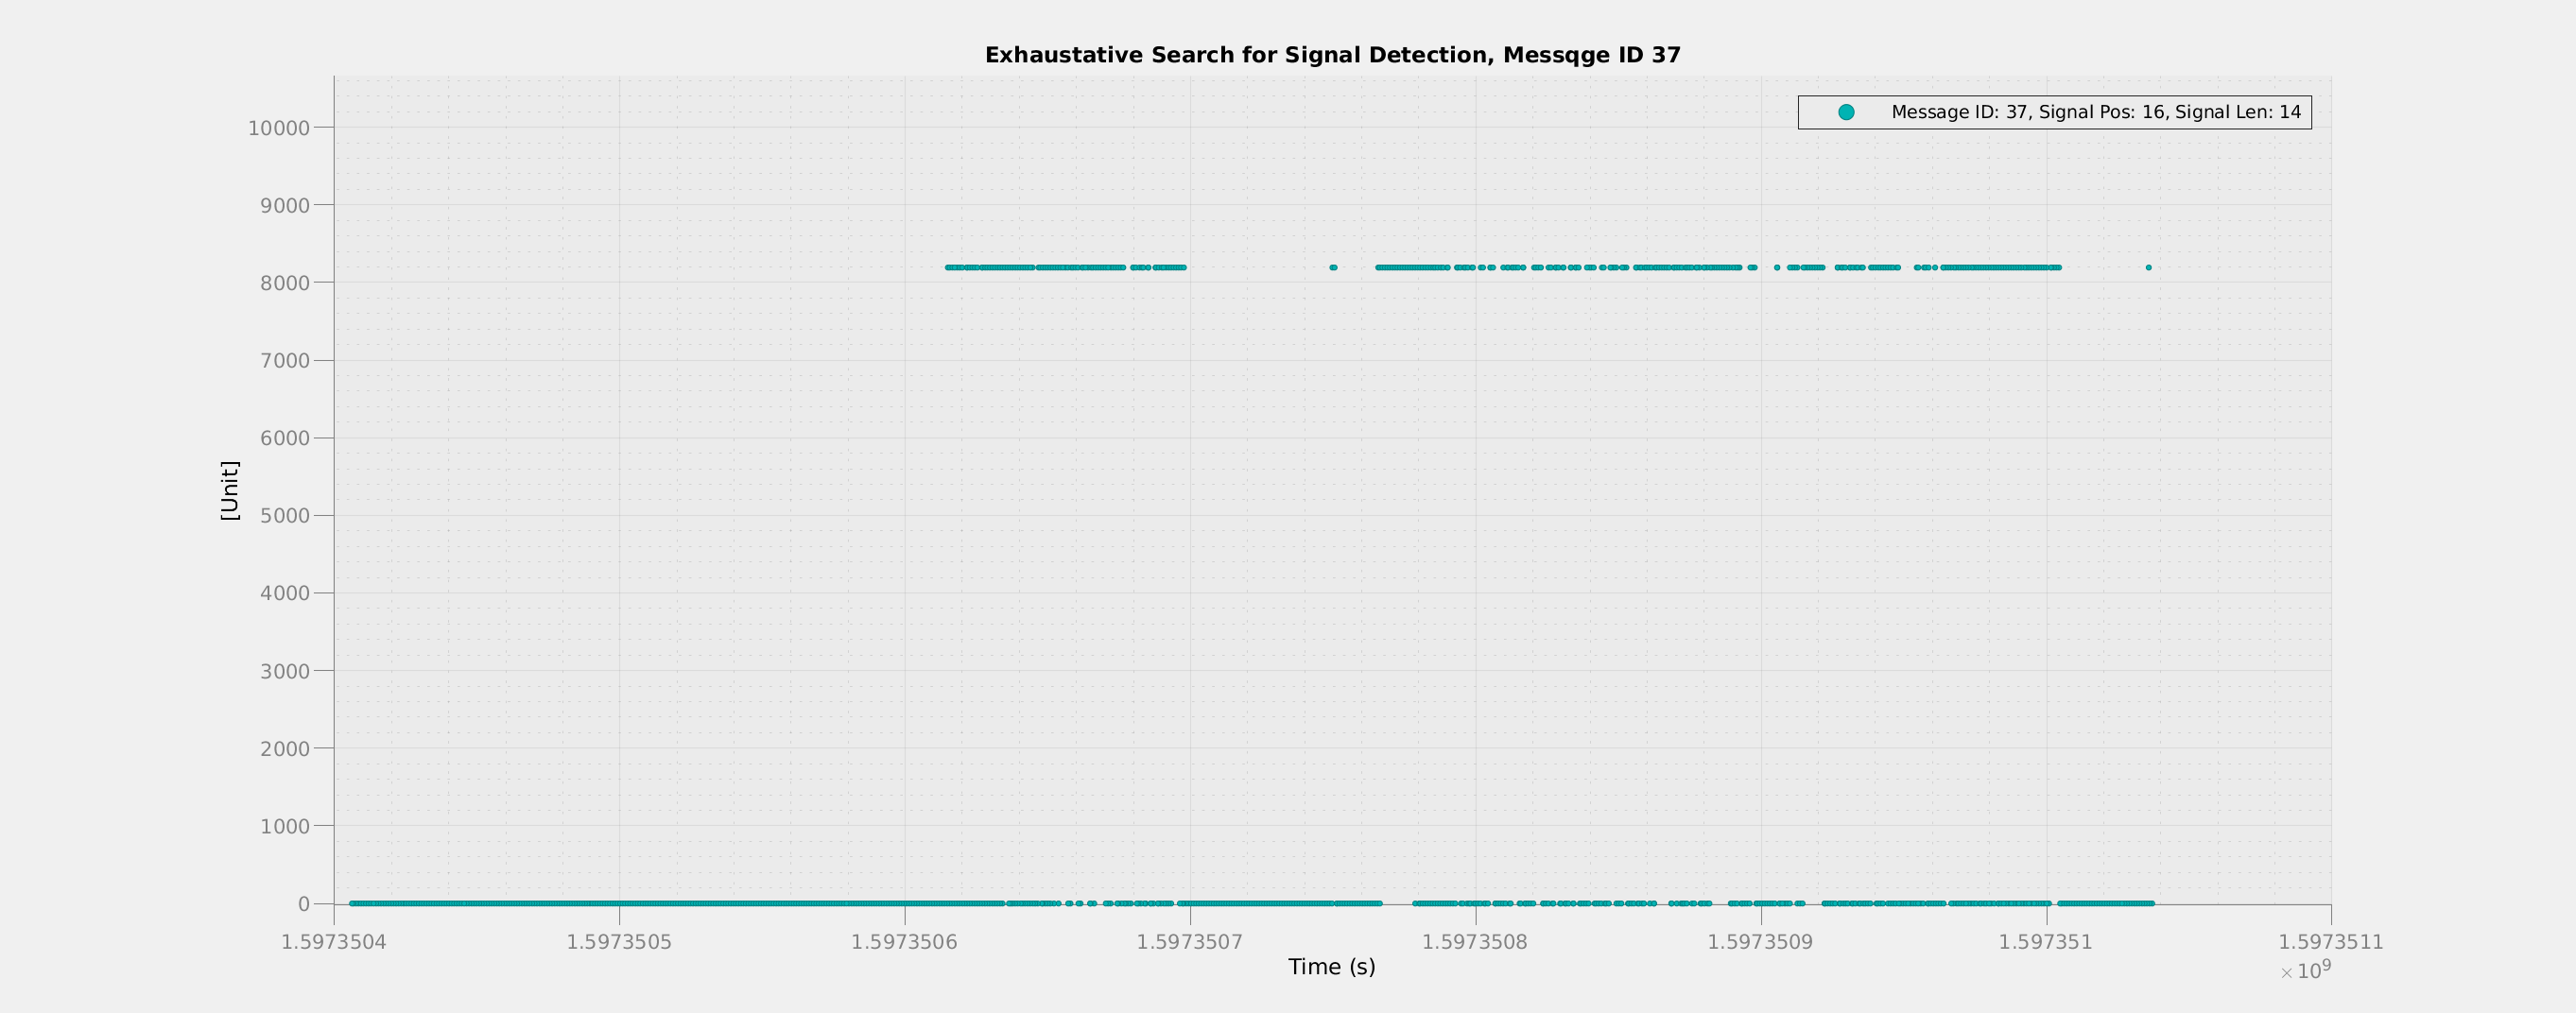 Exhaustative Search for Signal Detection, Messqge ID 37
Message ID: 37, Signal Pos: 16, Signal Len: 14
10000
9000
8000
7000
6000
5000
4000
3000
2000
1000
0
[Unit]
1.5973504 1.5973505 1.5973506 1.5973507 1.5973508 1.5973509 1.597351 1.5973511
Time (s)
× 10⁹